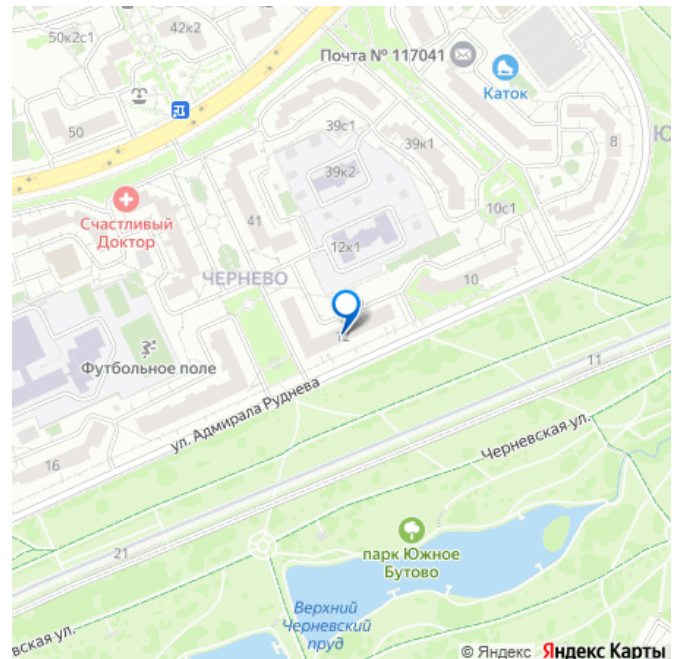 42к2
50к2с1
Почта № 117041
Каток
50
39с1
39к1
8
Ю
39к2
Счастливый
Доктор
41
10с1
12к1
ЧЕРНЕВО
10
12
11
Футбольное поле
ул. Адмирала Руднева
Черневская ул.
16
21
парк Южное
Бутово
Верхний
Черневский
пруд
вская ул.
© Яндекс Яндекс Карты